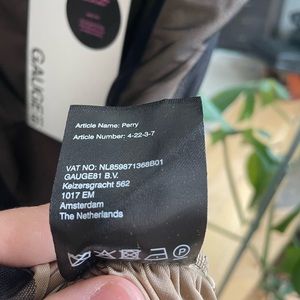 GAUGE81
Article Name: Perry
Article Number: 4-22-3-7
VAT NO: NL859871368B01
GAUGE81 B.V.
Keizersgracht 562
1017 EM
Amsterdam
The Netherlands
P